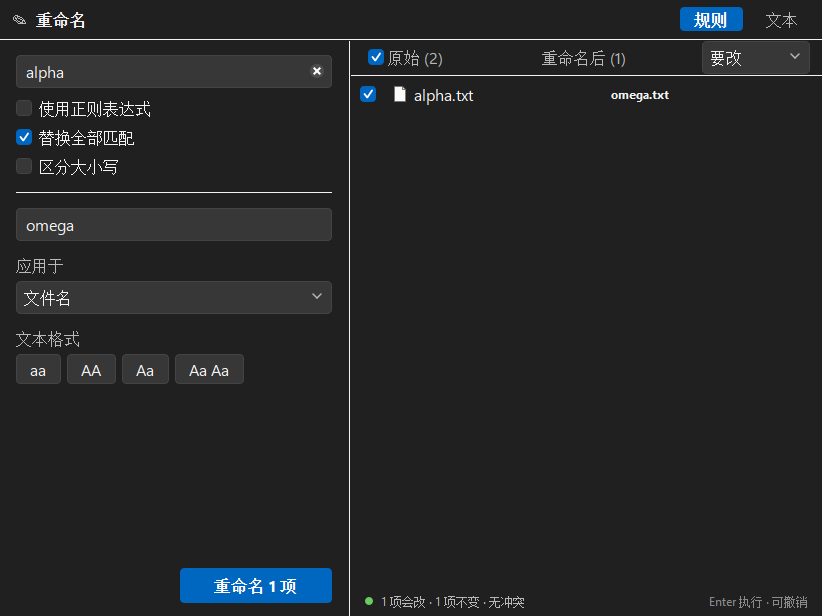 重命名
规则
文本
alpha
使用正则表达式
替换全部匹配
区分大小写
omega
应用于
文件名
文本格式
aa
AA
Aa
Aa Aa
重命名 1 项
原始 (2)
重命名后 (1)
要改
alpha.txt
omega.txt
1 项会改 · 1 项不变 · 无冲突
Enter 执行 · 可撤销